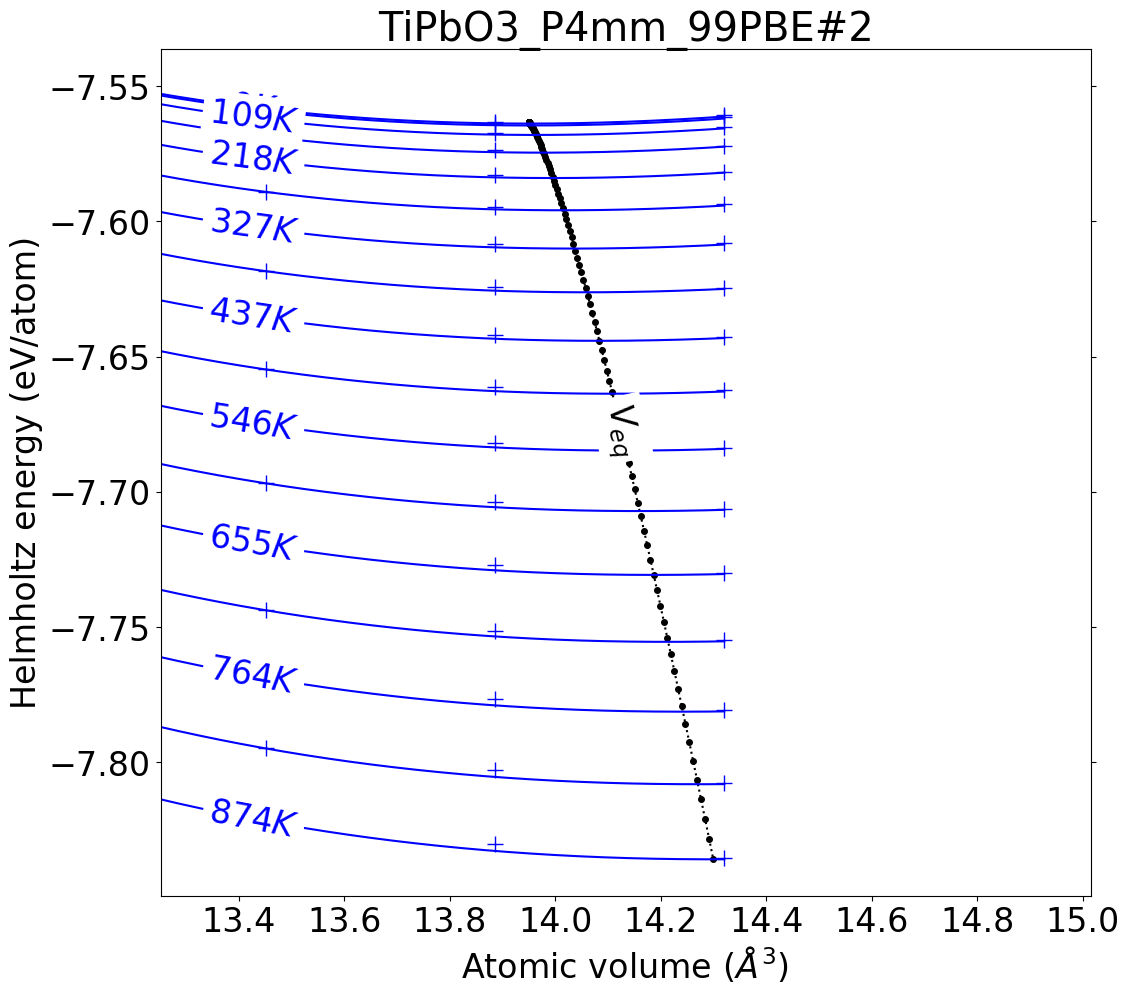 TiPbO3_P4mm_99PBE#2
Helmholtz energy (eV/atom)
−7.55
−7.60
−7.65
−7.70
−7.75
−7.80
109K
218K
327K
437K
546K
655K
764K
874K
V_eq
13.4 13.6 13.8 14.0 14.2 14.4 14.6 14.8 15.0
Atomic volume (Å³)